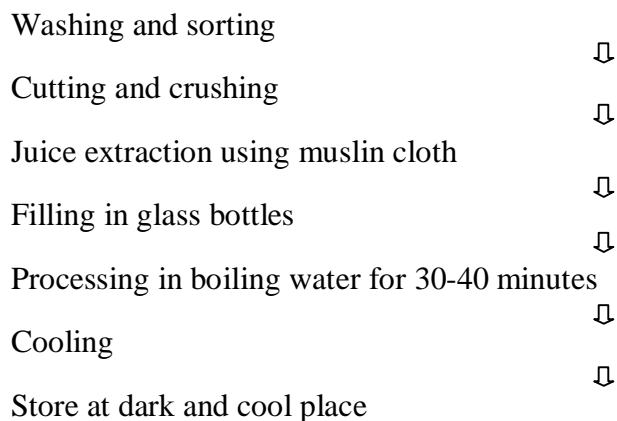 Washing and sorting
⇩
Cutting and crushing
⇩
Juice extraction using muslin cloth
⇩
Filling in glass bottles
⇩
Processing in boiling water for 30-40 minutes
⇩
Cooling
⇩
Store at dark and cool place